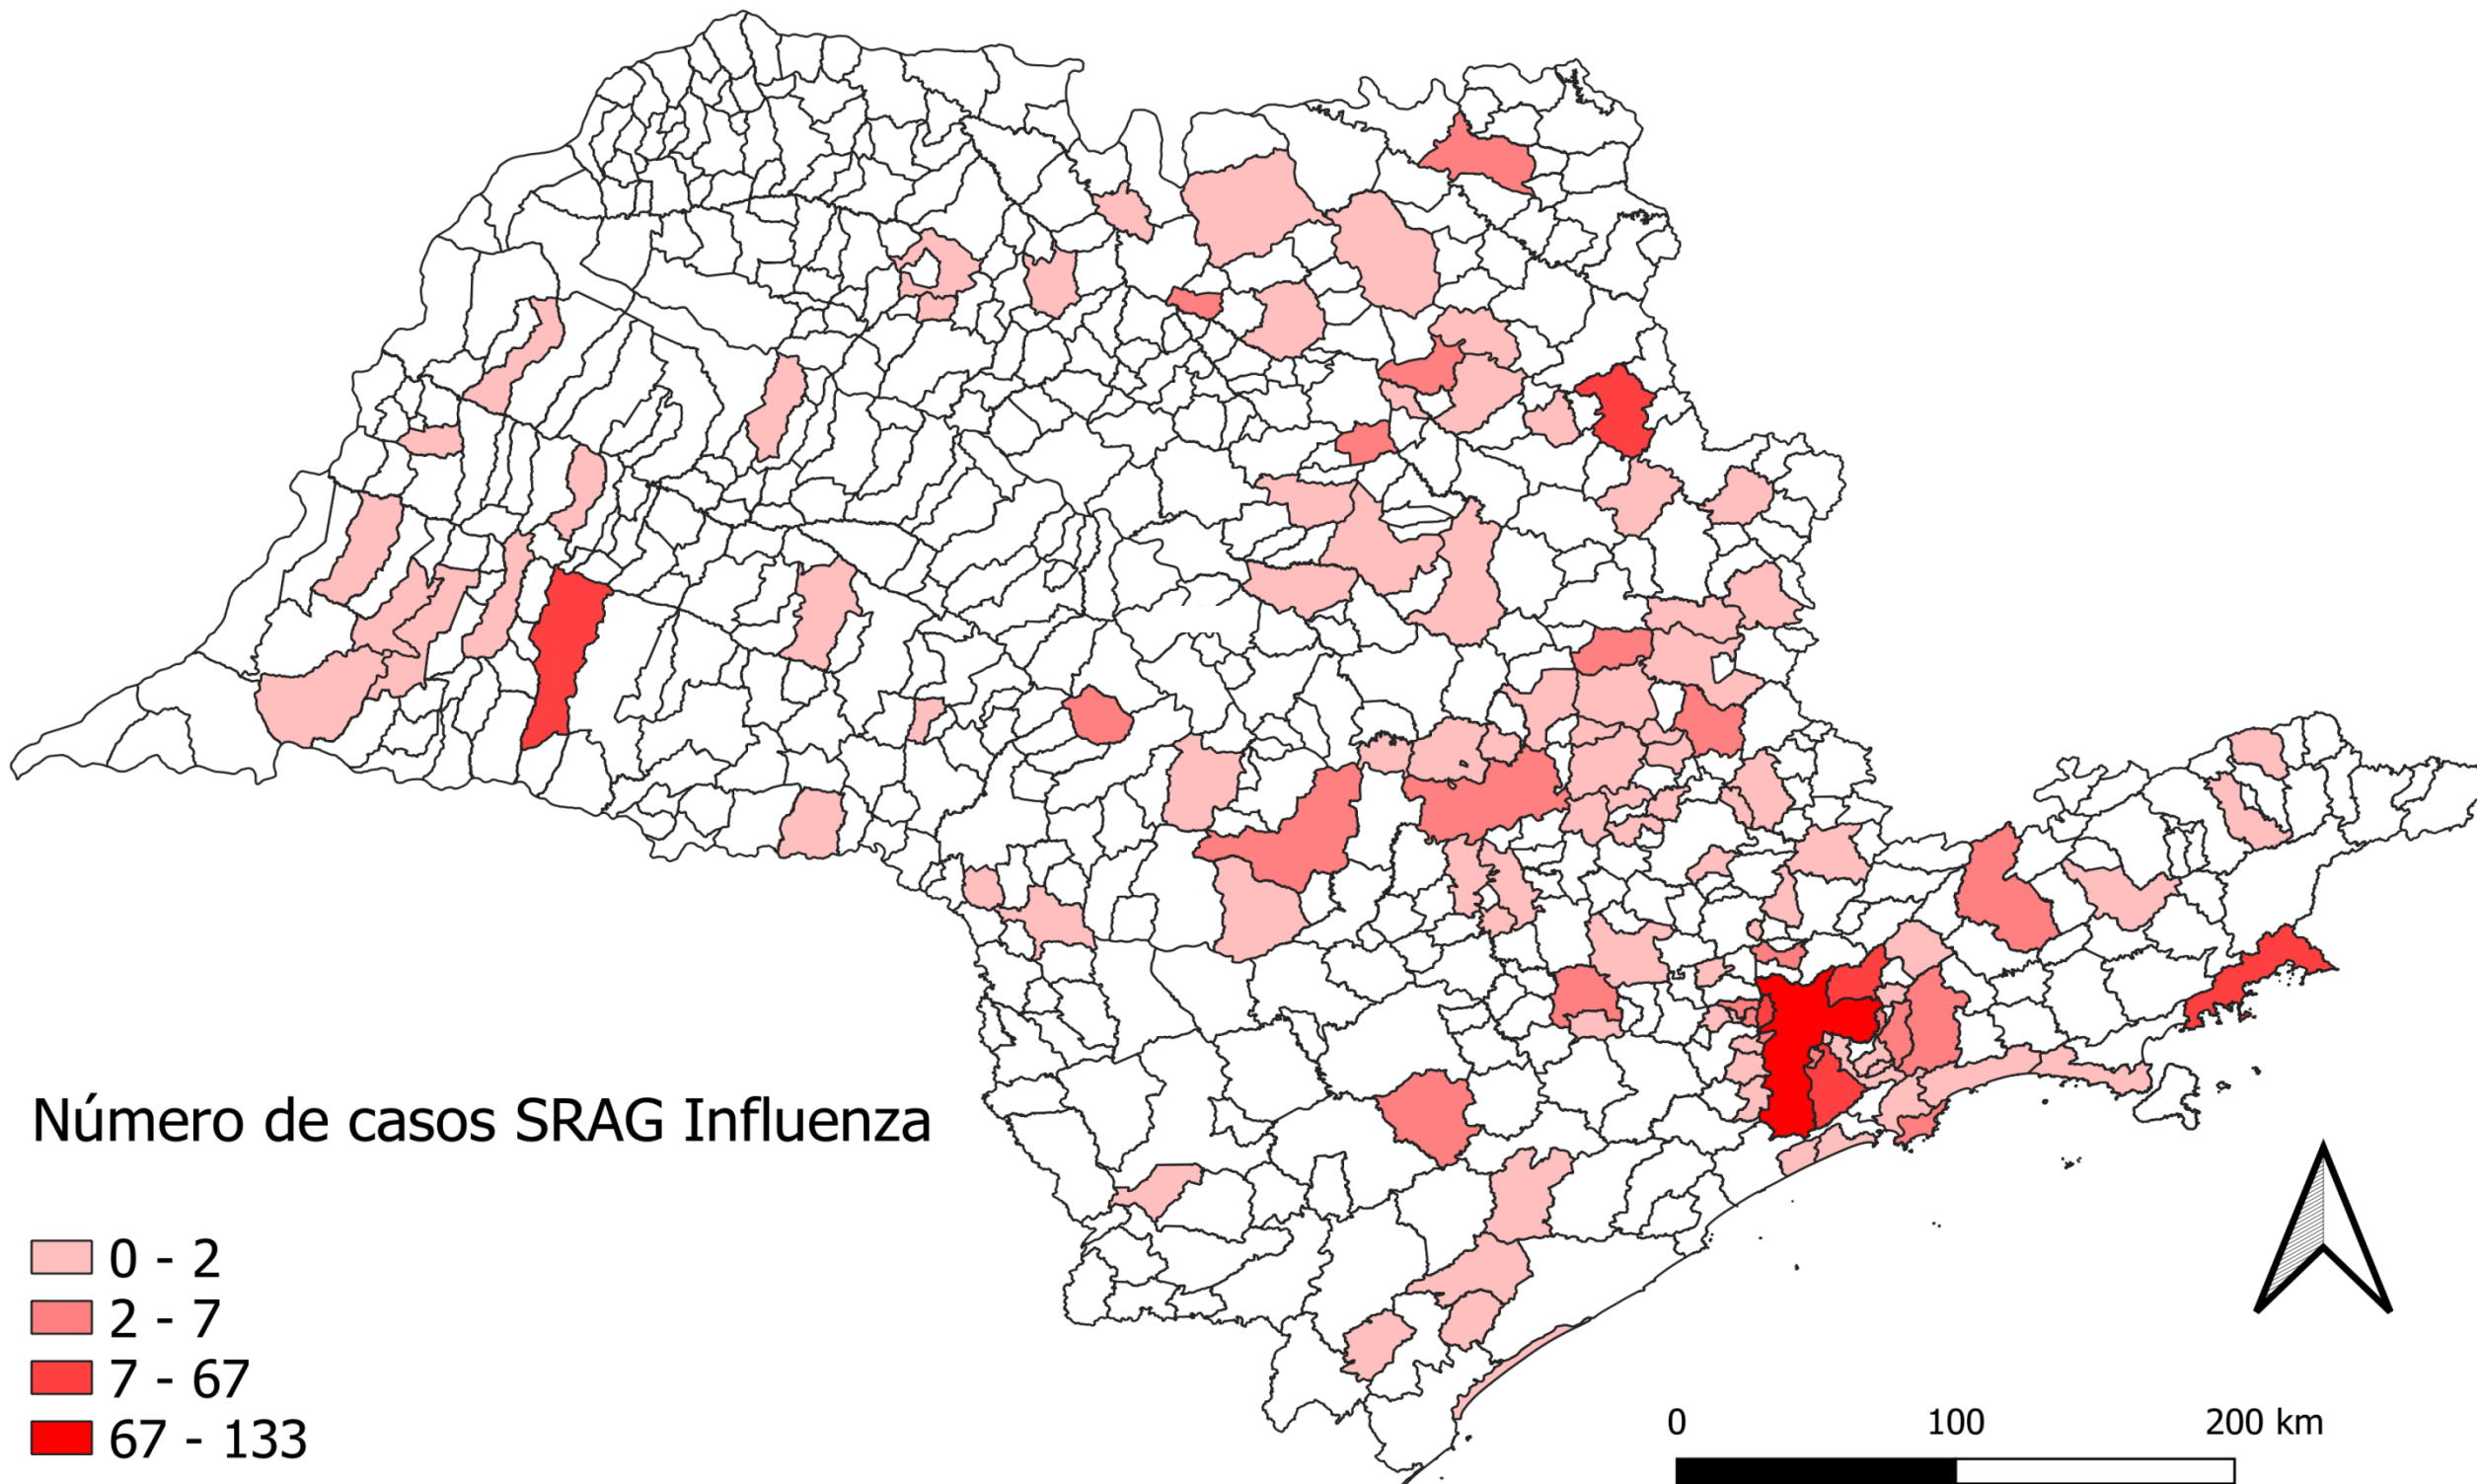 Número de casos SRAG Influenza
0 - 2
2 - 7
7 - 67
67 - 133
0 100 200 km